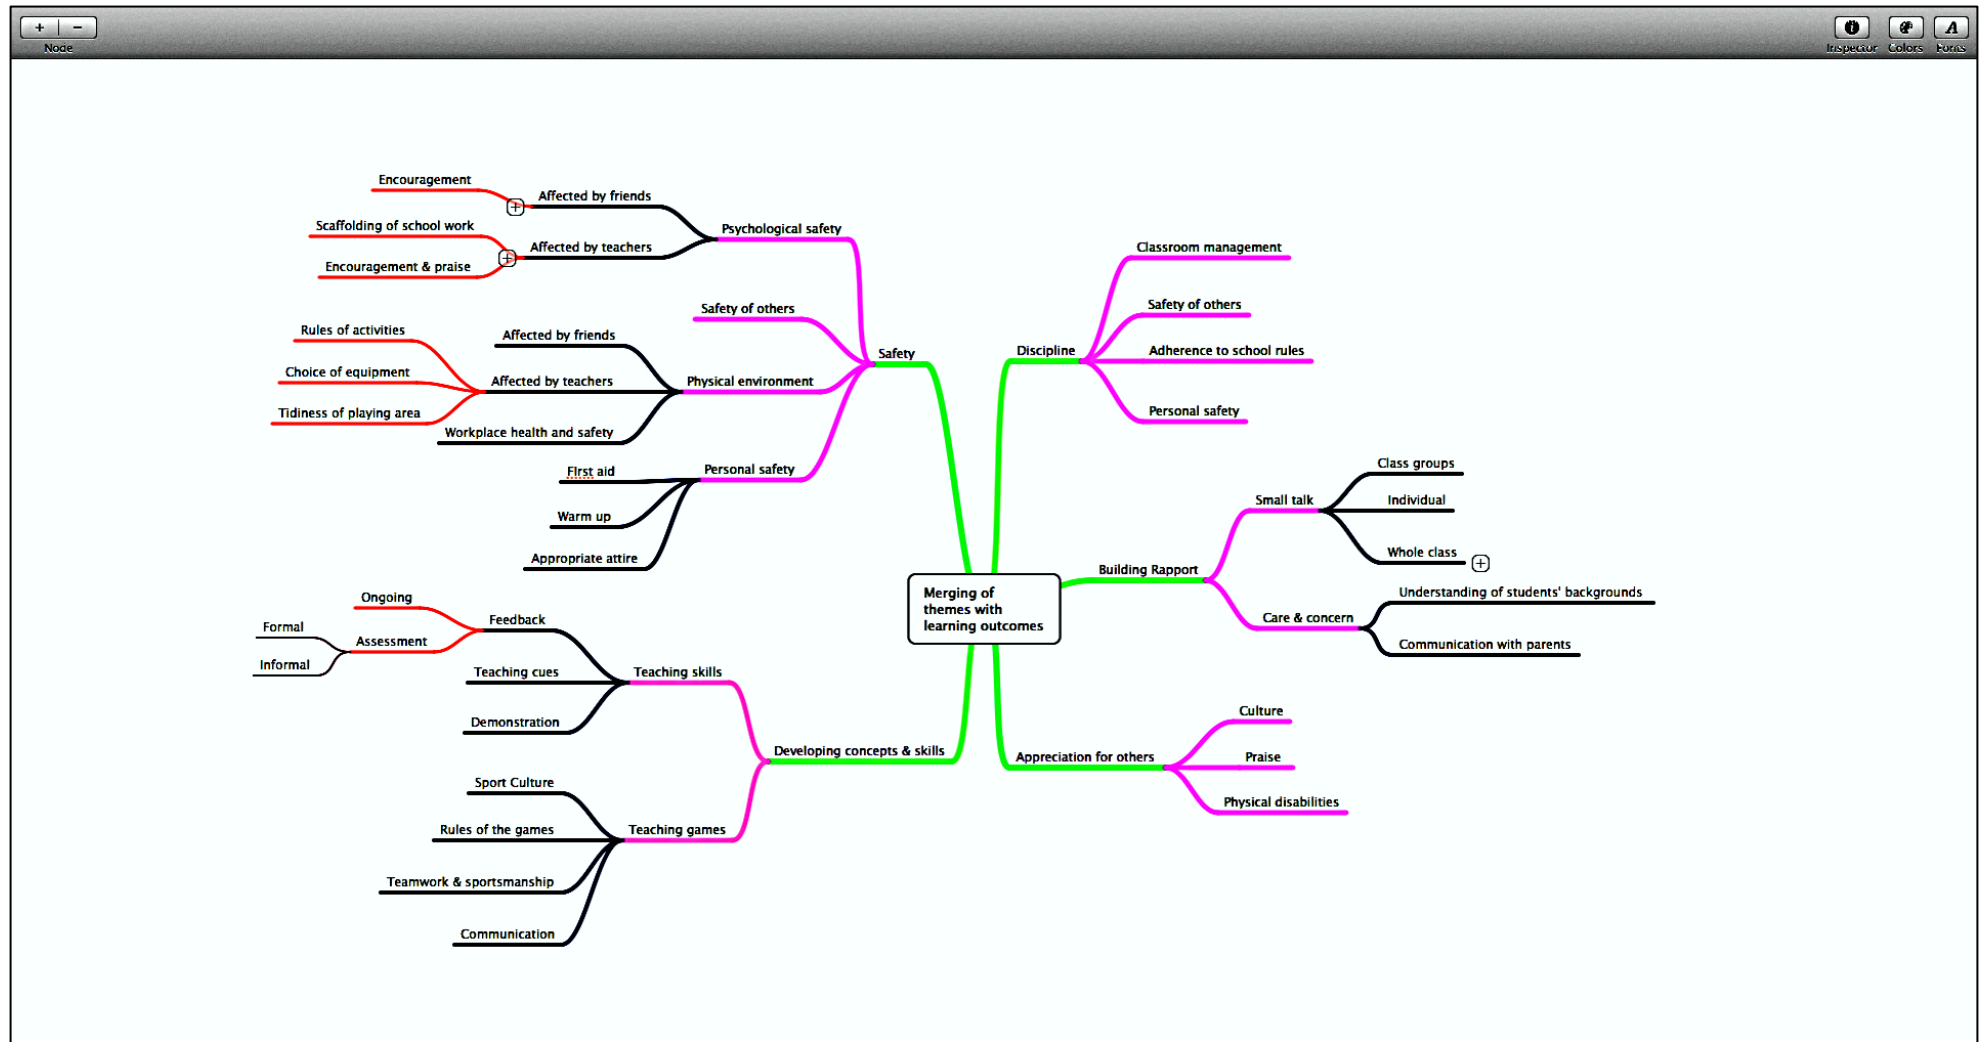 + −
Node
Inspector Colors Fonts
Encouragement
Affected by friends
Scaffolding of school work
Affected by teachers
Encouragement & praise
Psychological safety
Safety of others
Rules of activities
Affected by friends
Choice of equipment
Affected by teachers
Physical environment
Tidiness of playing area
Workplace health and safety
Safety
FIrst aid
Personal safety
Warm up
Appropriate attire
Classroom management
Safety of others
Discipline
Adherence to school rules
Personal safety
Class groups
Small talk
Individual
Whole class
Building Rapport
Understanding of students' backgrounds
Care & concern
Communication with parents
Merging of
themes with
learning outcomes
Ongoing
Feedback
Formal
Assessment
Informal
Teaching cues
Teaching skills
Demonstration
Developing concepts & skills
Sport Culture
Rules of the games
Teaching games
Teamwork & sportsmanship
Communication
Culture
Appreciation for others
Praise
Physical disabilities